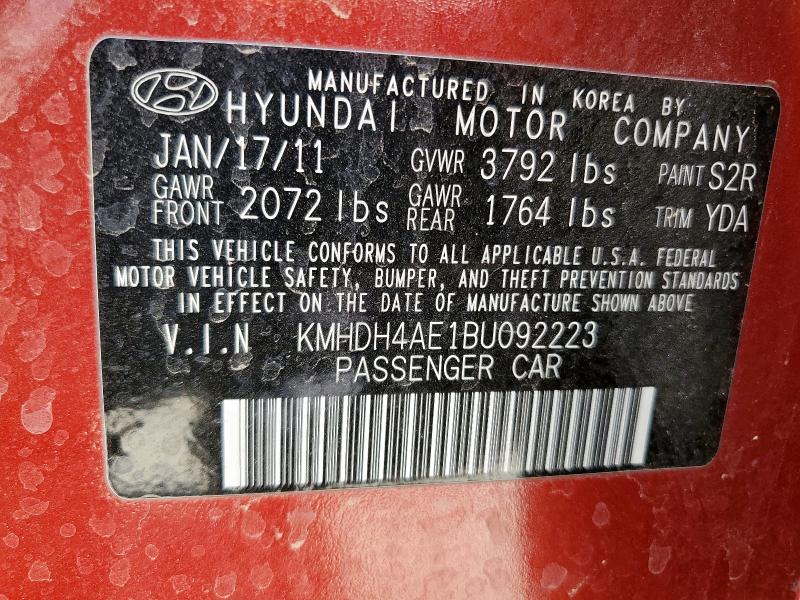 MANUFACTURED IN KOREA BY
HYUNDAI MOTOR COMPANY
JAN/17/11 GVWR 3792 lbs PAINT S2R
GAWR FRONT 2072 lbs GAWR REAR 1764 lbs TRIM YDA
THIS VEHICLE CONFORMS TO ALL APPLICABLE U.S.A. FEDERAL
MOTOR VEHICLE SAFETY, BUMPER, AND THEFT PREVENTION STANDARDS
IN EFFECT ON THE DATE OF MANUFACTURE SHOWN ABOVE
V.I.N KMHDH4AE1BU092223
PASSENGER CAR